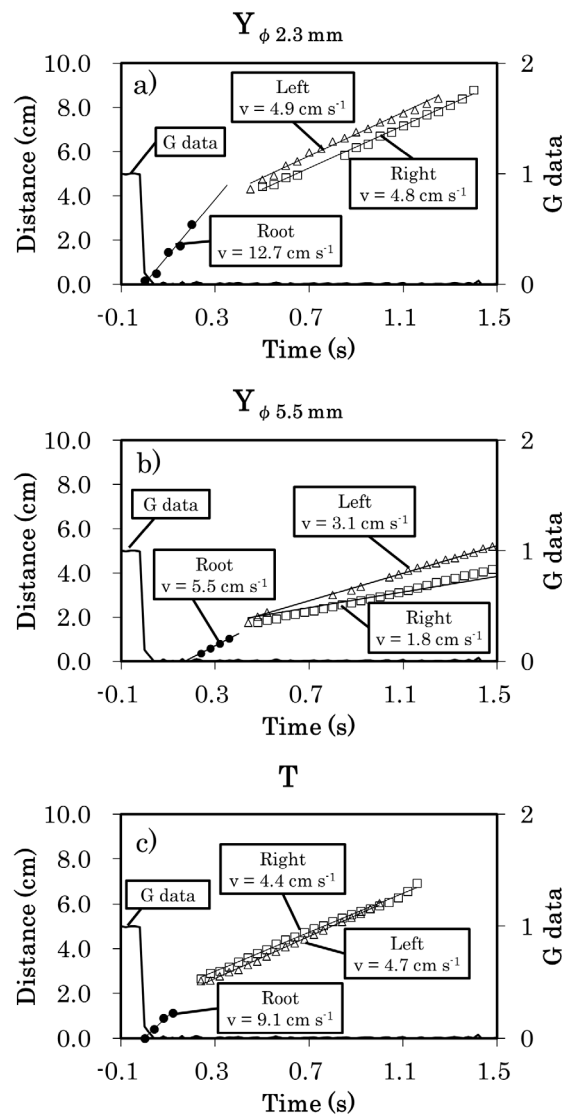 Y ϕ 2.3 mm
a)
Left
v = 4.9 cm s⁻¹
G data
Right
v = 4.8 cm s⁻¹
Root
v = 12.7 cm s⁻¹
10.0
8.0
6.0
4.0
2.0
0.0
Distance (cm)
2
1
0
G data
-0.1 0.3 0.7 1.1 1.5
Time (s)
Y ϕ 5.5 mm
b)
G data
Left
v = 3.1 cm s⁻¹
Root
v = 5.5 cm s⁻¹
Right
v = 1.8 cm s⁻¹
10.0
8.0
6.0
4.0
2.0
0.0
Distance (cm)
2
1
0
G data
-0.1 0.3 0.7 1.1 1.5
Time (s)
T
c)
Right
v = 4.4 cm s⁻¹
G data
Left
v = 4.7 cm s⁻¹
Root
v = 9.1 cm s⁻¹
10.0
8.0
6.0
4.0
2.0
0.0
Distance (cm)
2
1
0
G data
-0.1 0.3 0.7 1.1 1.5
Time (s)